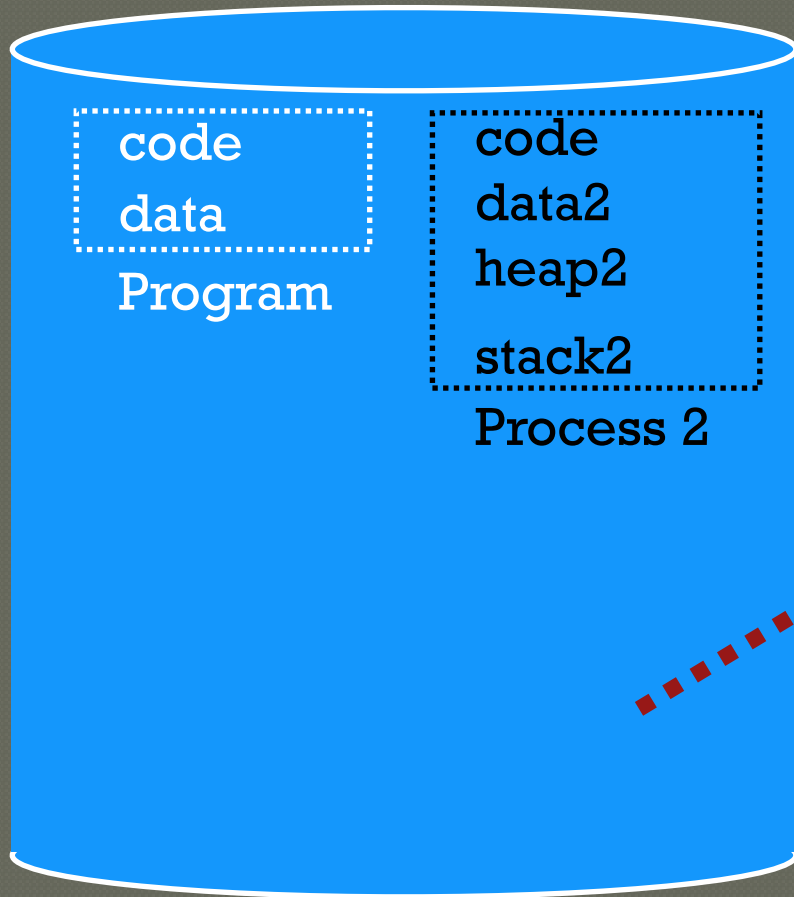 code
data
Program
code
data2
heap2
stack2
Process 2